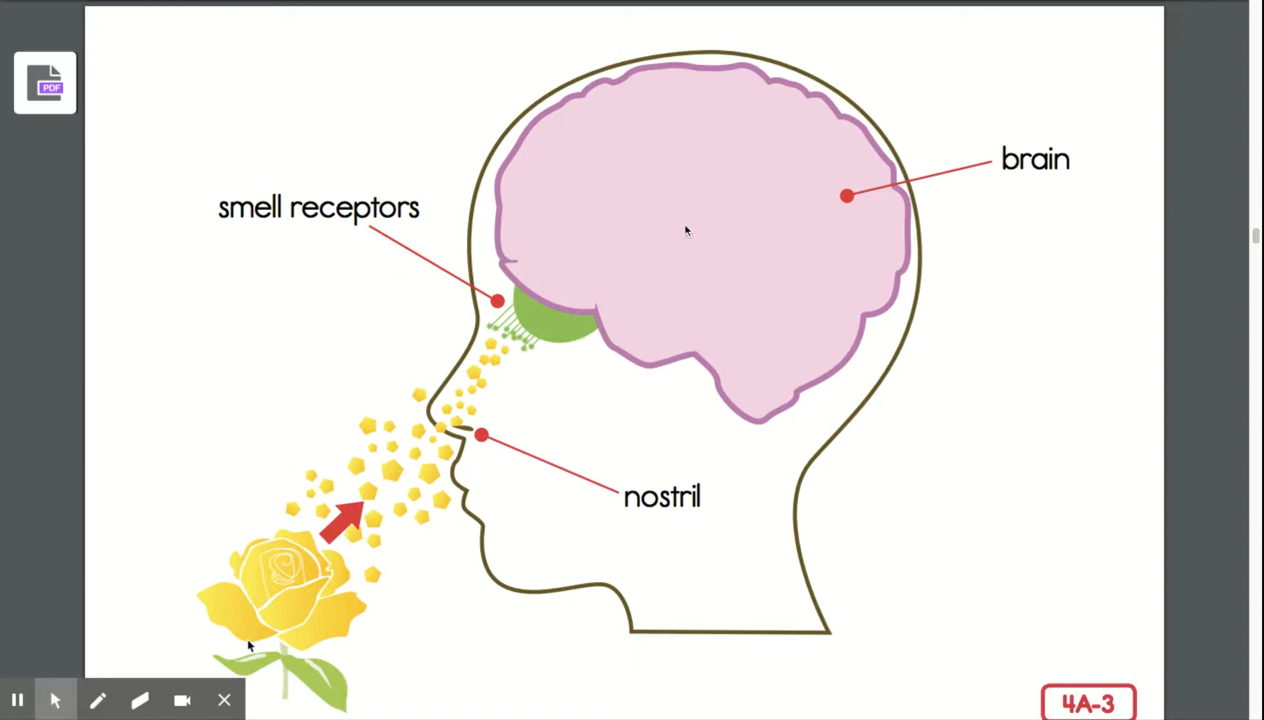 PDF
brain
smell receptors
nostril
4A-3